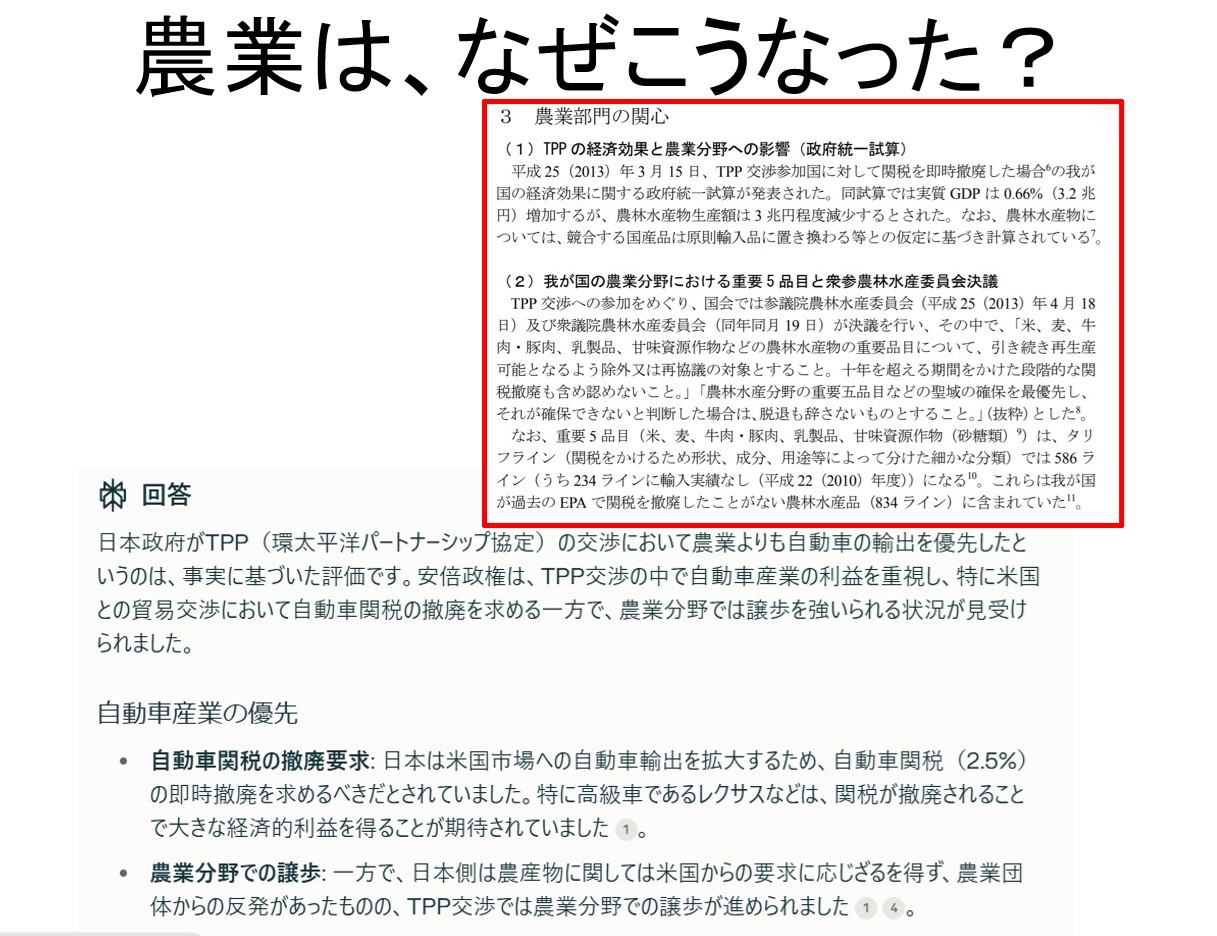 農業は、なぜこうなった？
３　農業部門の関心
（１）TPP の経済効果と農業分野への影響（政府統一試算）
平成 25（2013）年 3 月 15 日、TPP 交渉参加国に対して関税を即時撤廃した場合6の我が
国の経済効果に関する政府統一試算が発表された。同試算では実質 GDP は 0.66%（3.2 兆
円）増加するが、農林水産物生産額は 3 兆円程度減少するとされた。なお、農林水産物に
ついては、競合する国産品は原則輸入品に置き換わる等との仮定に基づき計算されている7。
（２）我が国の農業分野における重要 5 品目と衆参農林水産委員会決議
TPP 交渉への参加をめぐり、国会では参議院農林水産委員会（平成 25（2013）年 4 月 18
日）及び衆議院農林水産委員会（同年同月 19 日）が決議を行い、その中で、「米、麦、牛
肉・豚肉、乳製品、甘味資源作物などの農林水産物の重要品目について、引き続き再生産
可能となるよう除外又は再協議の対象とすること。十年を超える期間をかけた段階的な関
税撤廃も含め認めないこと。」「農林水産分野の重要五品目などの聖域の確保を最優先し、
それが確保できないと判断した場合は、脱退も辞さないものとすること。」（抜粋）とした8。
なお、重要 5 品目（米、麦、牛肉・豚肉、乳製品、甘味資源作物（砂糖類）9）は、タリ
フライン（関税をかけるため形状、成分、用途等によって分けた細かな分類）では 586 ラ
イン（うち 234 ラインに輸入実績なし（平成 22（2010）年度））になる10。これらは我が国
が過去の EPA で関税を撤廃したことがない農林水産品（834 ライン）に含まれていた11。
回答
日本政府がTPP（環太平洋パートナーシップ協定）の交渉において農業よりも自動車の輸出を優先したと
いうのは、事実に基づいた評価です。安倍政権は、TPP交渉の中で自動車産業の利益を重視し、特に米国
との貿易交渉において自動車関税の撤廃を求める一方で、農業分野では譲歩を強いられる状況が見受け
られました。
自動車産業の優先
• 自動車関税の撤廃要求: 日本は米国市場への自動車輸出を拡大するため、自動車関税（2.5%）
の即時撤廃を求めるべきだとされていました。特に高級車であるレクサスなどは、関税が撤廃されること
で大きな経済的利益を得ることが期待されていました 1 。
• 農業分野での譲歩: 一方で、日本側は農産物に関しては米国からの要求に応じざるを得ず、農業団
体からの反発があったものの、TPP交渉では農業分野での譲歩が進められました 1 4 。